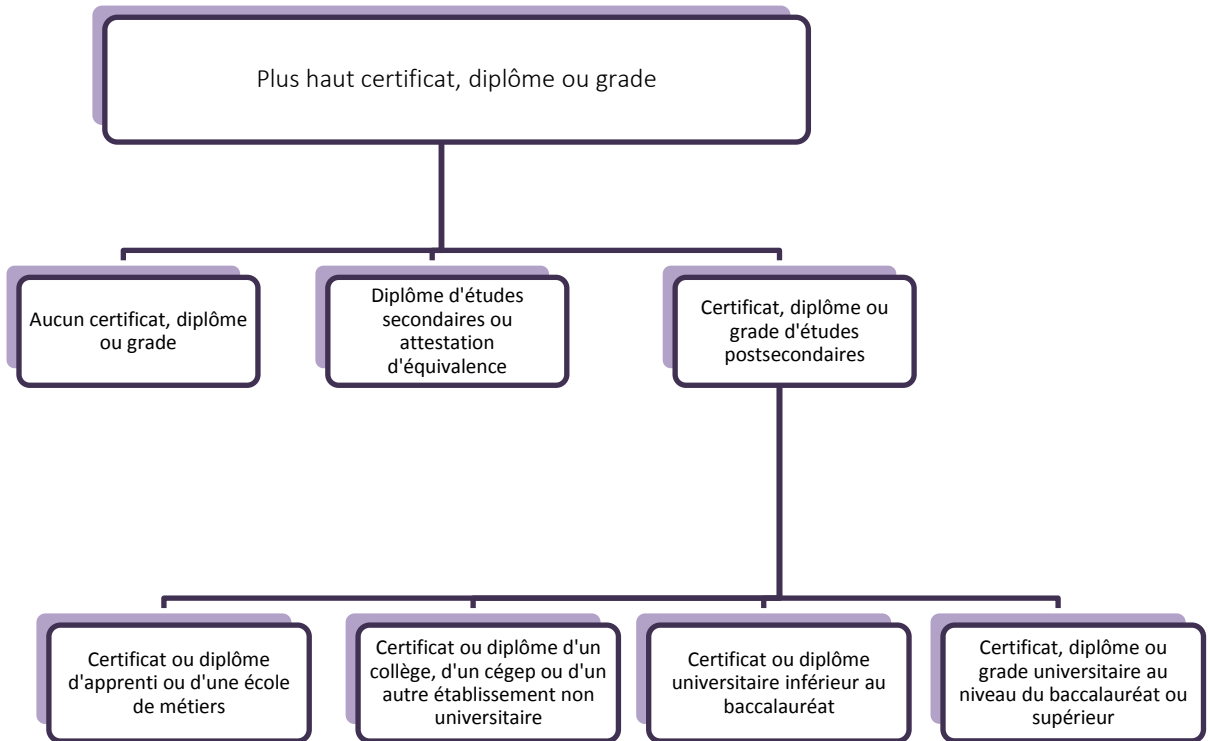 Plus haut certificat, diplôme ou grade
Aucun certificat, diplôme
ou grade
Diplôme d'études
secondaires ou
attestation
d'équivalence
Certificat, diplôme ou
grade d'études
postsecondaires
Certificat ou diplôme
d'apprenti ou d'une école
de métiers
Certificat ou diplôme d'un
collège, d'un cégep ou d'un
autre établissement non
universitaire
Certificat ou diplôme
universitaire inférieur au
baccalauréat
Certificat, diplôme ou
grade universitaire au
niveau du baccalauréat ou
supérieur